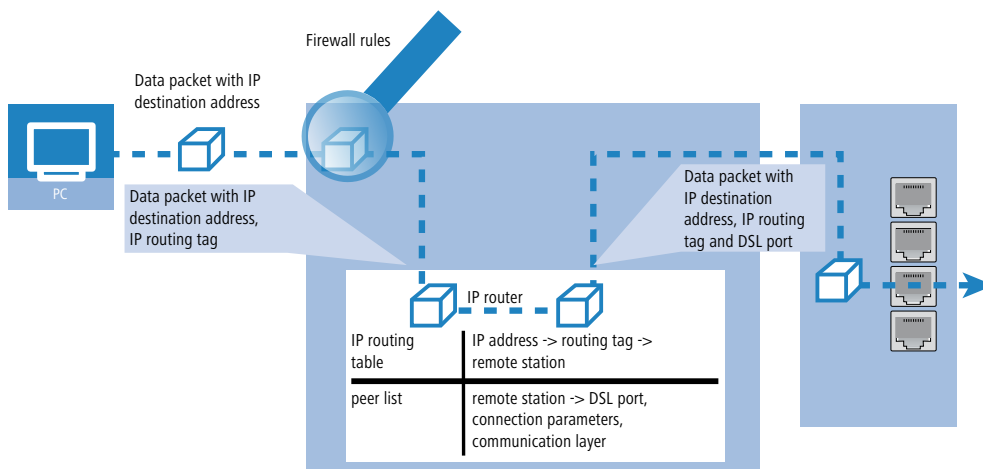 Firewall rules
Data packet with IP
destination address
PC
Data packet with IP
destination address,
IP routing tag
Data packet with
IP destination
address, IP routing
tag and DSL port
IP router
IP routing
table
IP address -> routing tag ->
remote station
peer list
remote station -> DSL port,
connection parameters,
communication layer